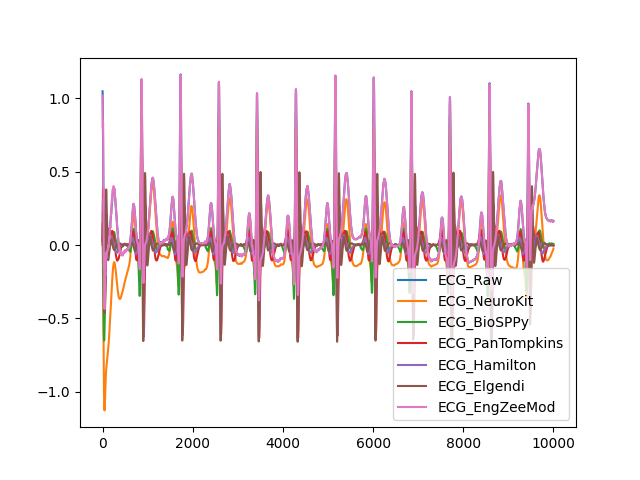 1.0
0.5
0.0
−0.5
−1.0
0
2000
4000
6000
8000
10000
ECG_Raw
ECG_NeuroKit
ECG_BioSPPy
ECG_PanTompkins
ECG_Hamilton
ECG_Elgendi
ECG_EngZeeMod